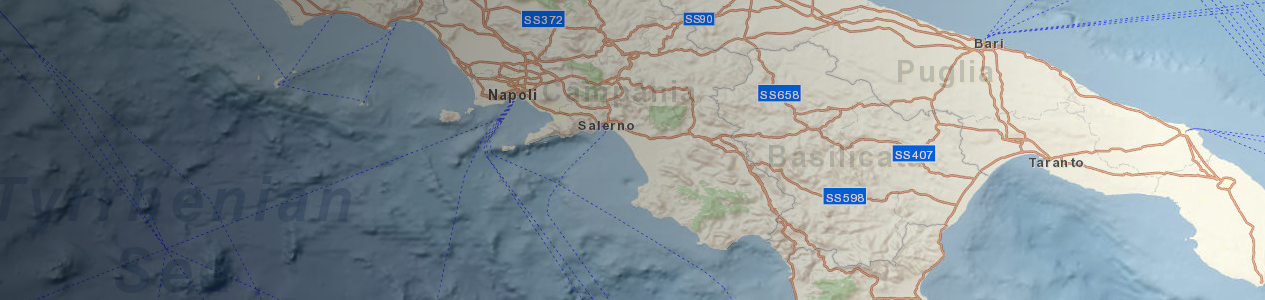 SS372
SS90
Bari
Puglia
Napoli
Campania
SS658
Salerno
Basilicata
SS407
Taranto
Tyrrhenian
Sea
SS598